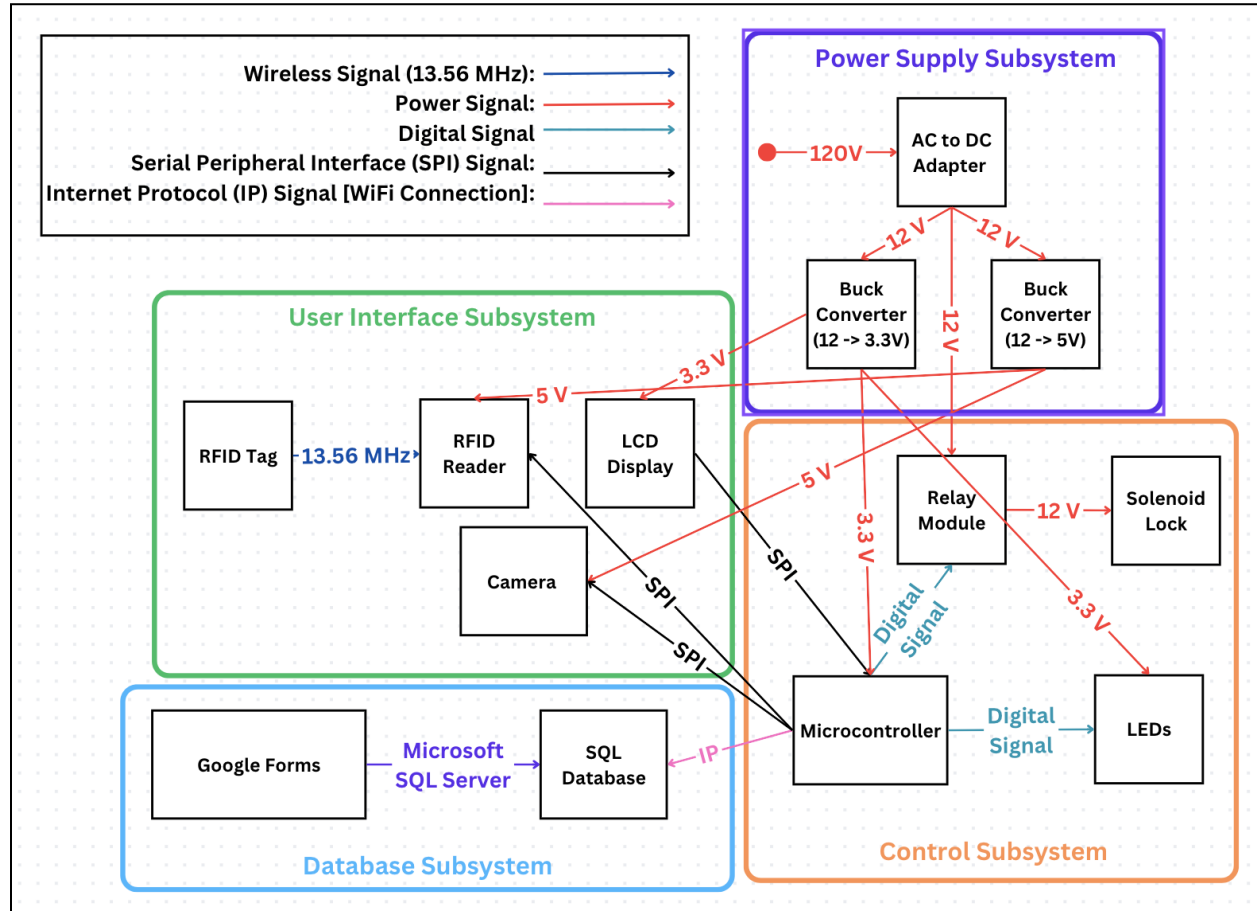 Wireless Signal (13.56 MHz):
Power Signal:
Digital Signal
Serial Peripheral Interface (SPI) Signal:
Internet Protocol (IP) Signal [WiFi Connection]:
Power Supply Subsystem
120V
AC to DC
Adapter
12 V
12 V
12 V
Buck
Converter
(12 -> 3.3V)
Buck
Converter
(12 -> 5V)
User Interface Subsystem
3.3 V
5 V
5 V
RFID Tag
13.56 MHz
RFID
Reader
LCD
Display
Camera
SPI
SPI
SPI
3.3 V
Relay
Module
12 V
Solenoid
Lock
Digital
Signal
3.3 V
Microcontroller
Digital
Signal
LEDs
Control Subsystem
Google Forms
Microsoft
SQL Server
SQL
Database
IP
Database Subsystem